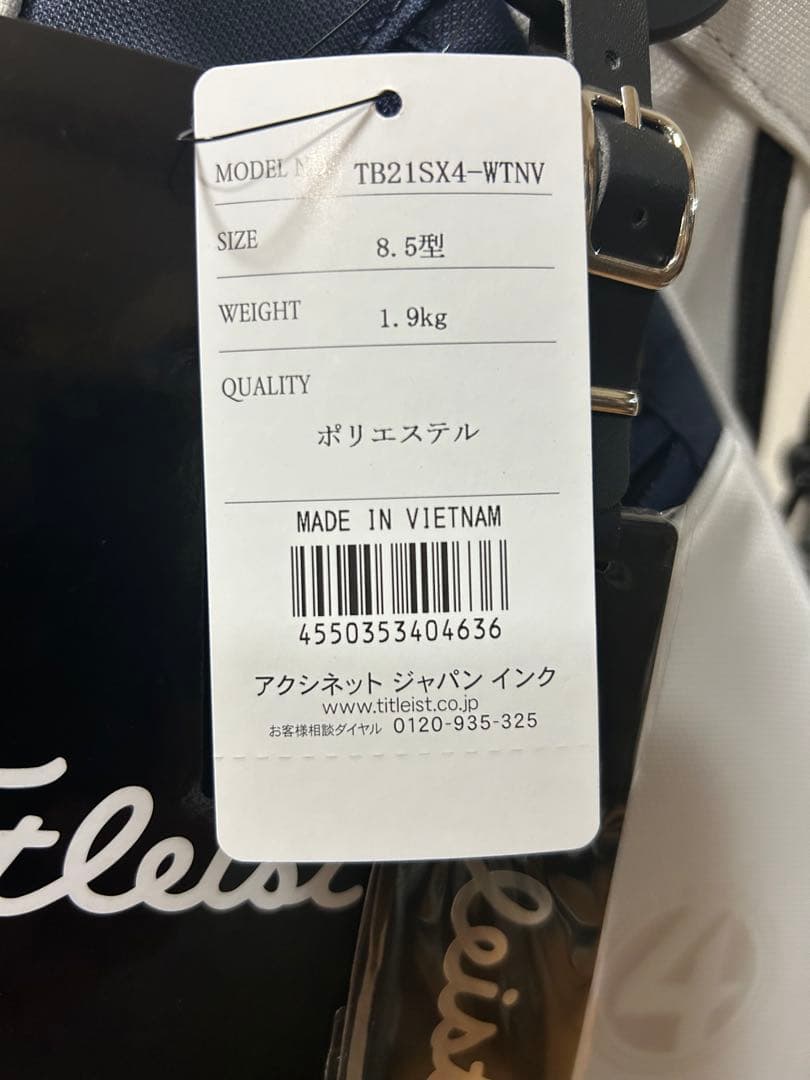 MODEL N TB21SX4-WTNV
SIZE 8.5型
WEIGHT 1.9kg
QUALITY
ポリエステル
MADE IN VIETNAM
4550353404636
アクシネット ジャパン インク
www.titleist.co.jp
お客様相談ダイヤル 0120-935-325
Titleist
leist
4